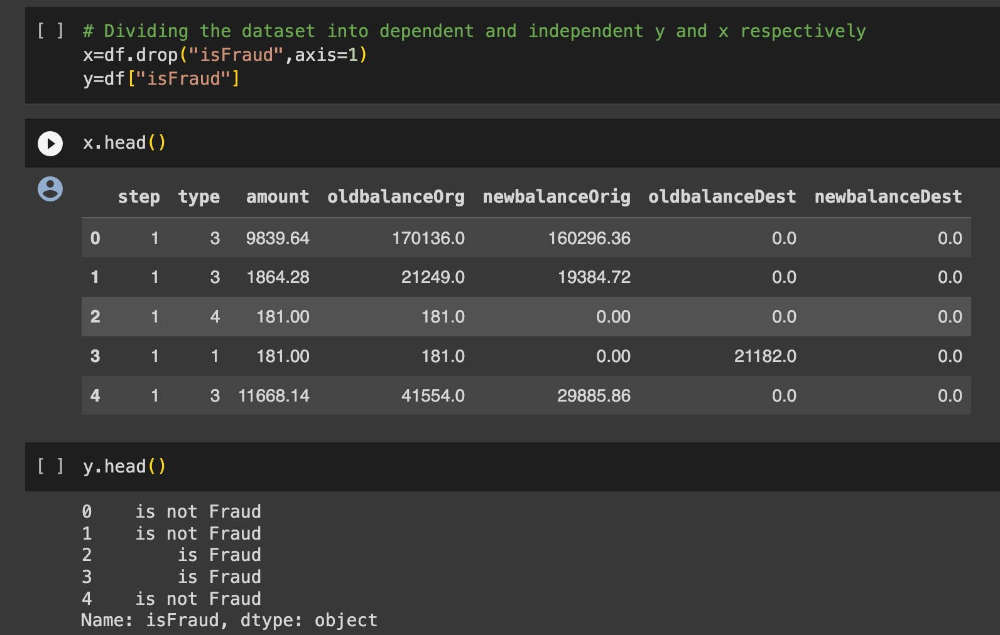 [ ] # Dividing the dataset into dependent and independent y and x respectively
x=df.drop("isFraud",axis=1)
y=df["isFraud"]
x.head()
step type amount oldbalanceOrg newbalanceOrig oldbalanceDest newbalanceDest
0 1 3 9839.64 170136.0 160296.36 0.0 0.0
1 1 3 1864.28 21249.0 19384.72 0.0 0.0
2 1 4 181.00 181.0 0.00 0.0 0.0
3 1 1 181.00 181.0 0.00 21182.0 0.0
4 1 3 11668.14 41554.0 29885.86 0.0 0.0
[ ] y.head()
0 is not Fraud
1 is not Fraud
2 is Fraud
3 is Fraud
4 is not Fraud
Name: isFraud, dtype: object